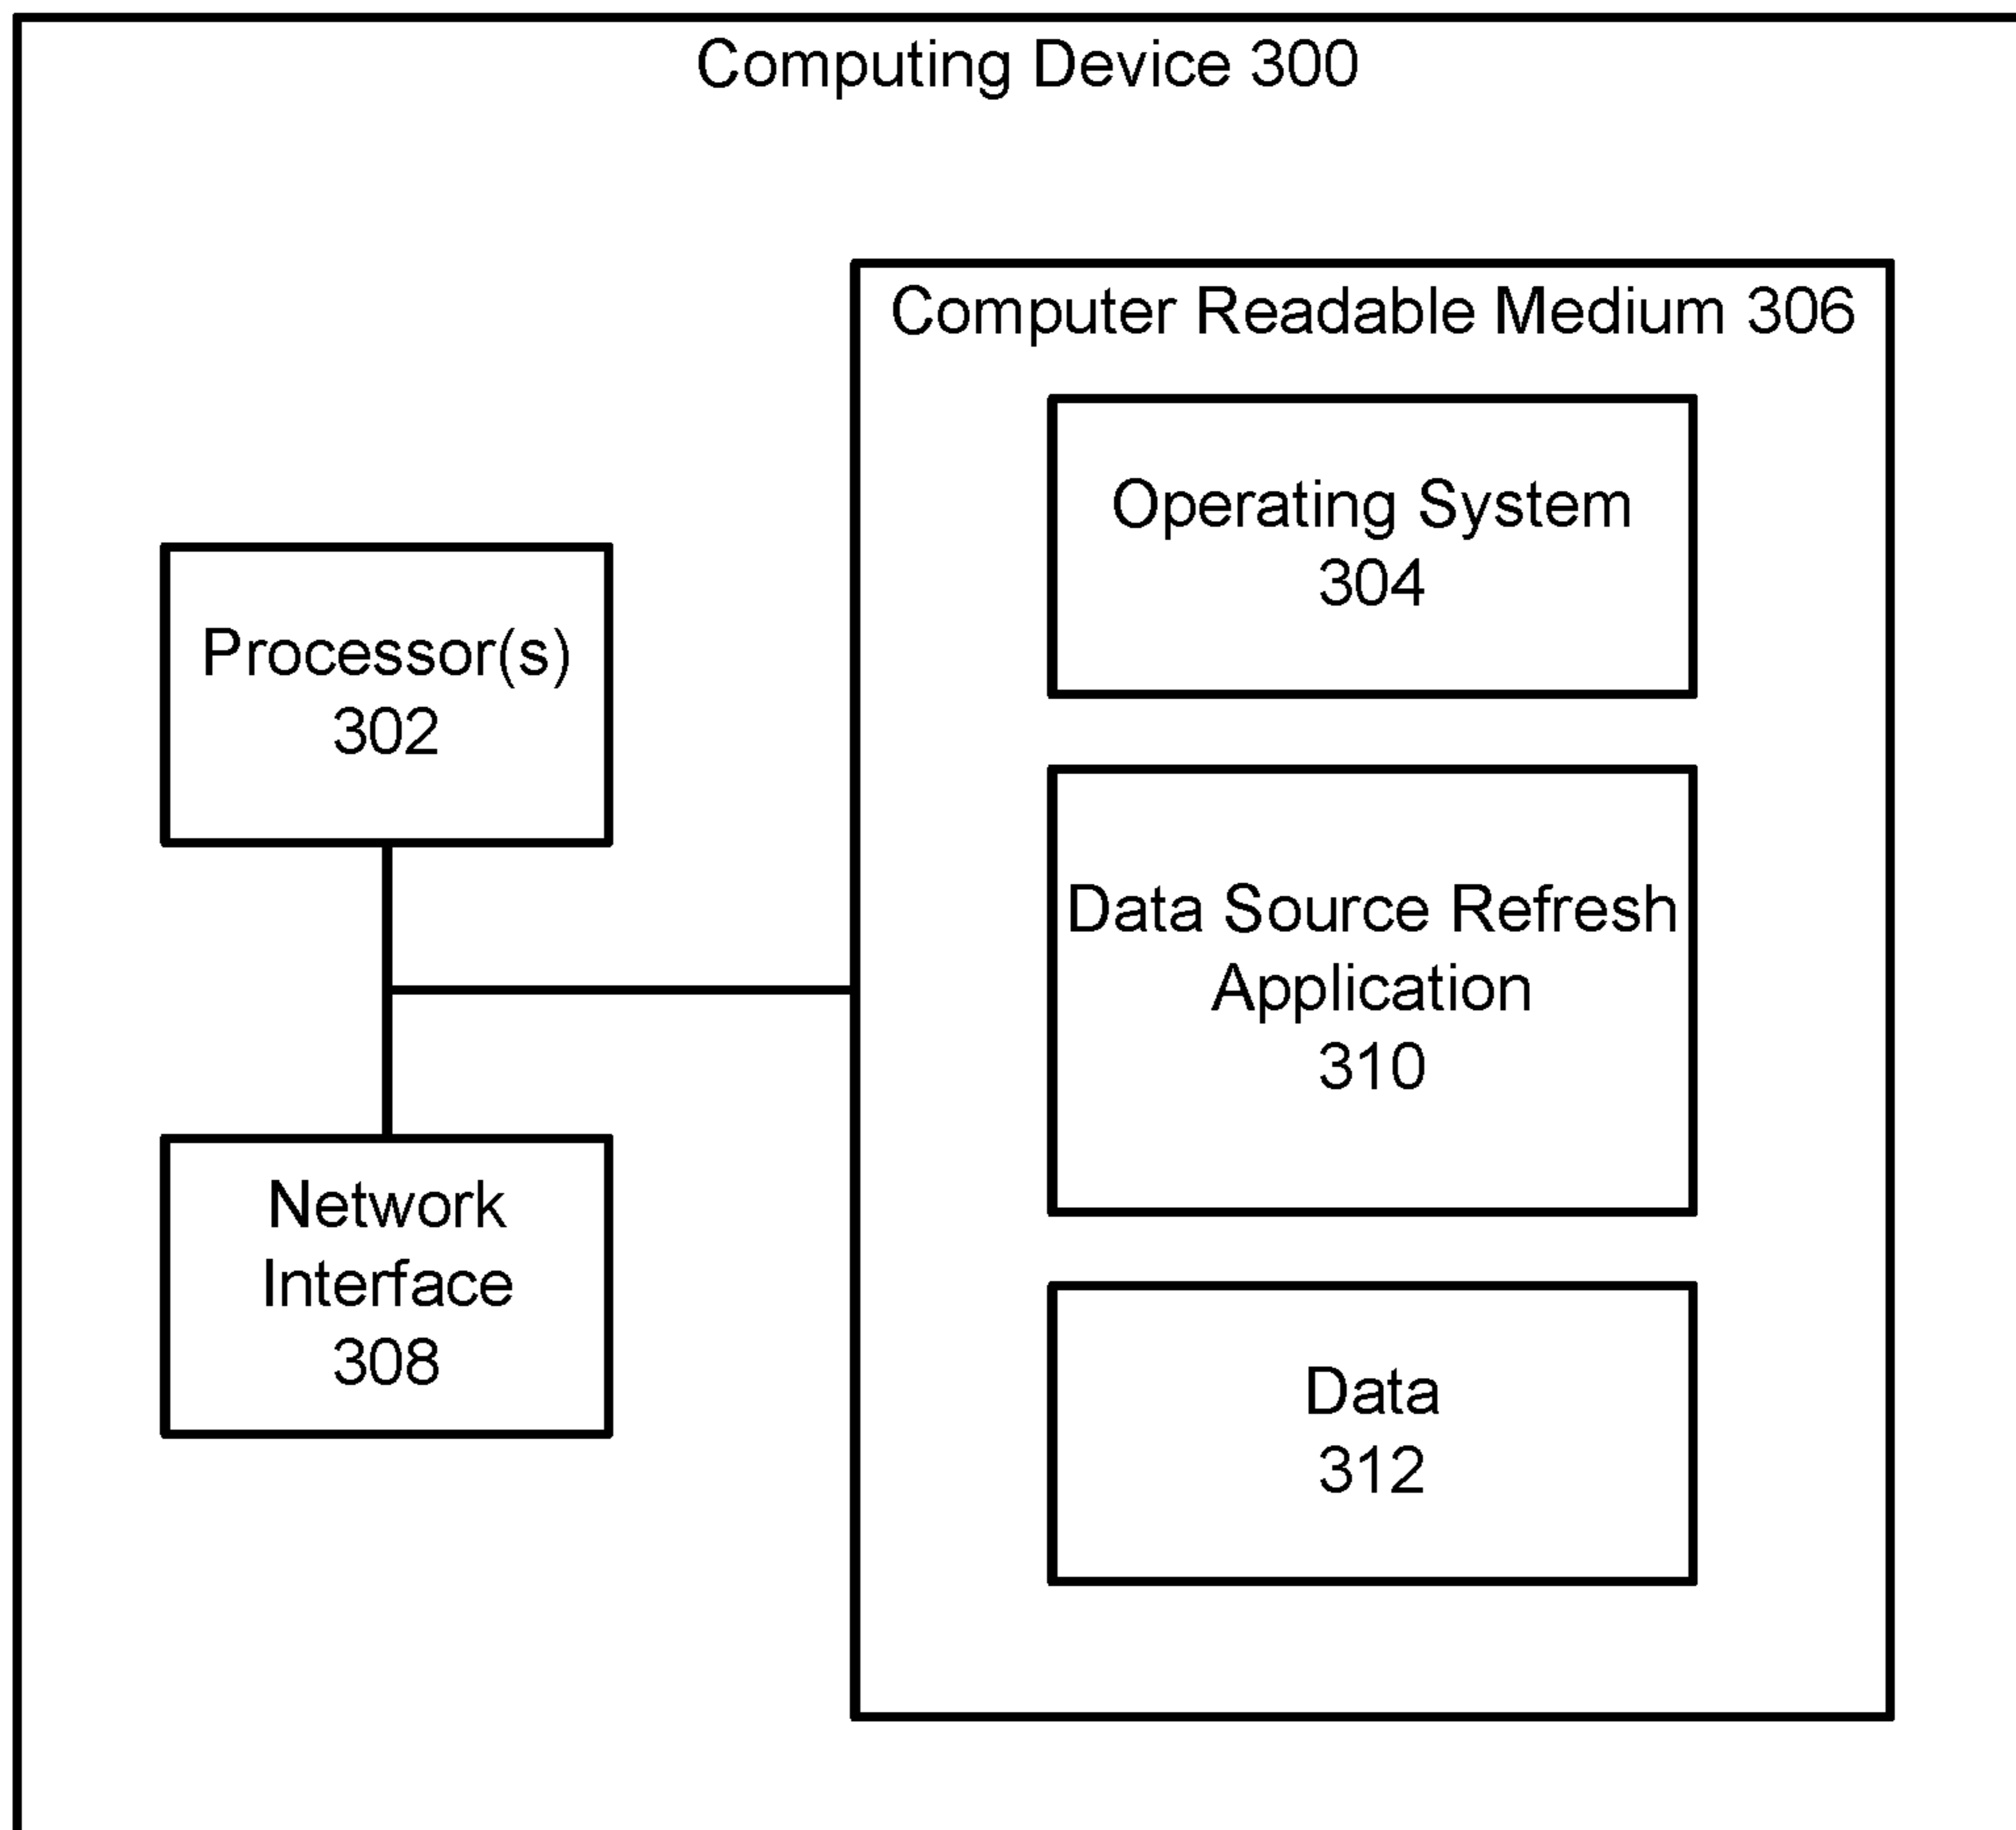 Computing Device 300
Computer Readable Medium 306
Operating System
304
Processor(s)
302
Data Source Refresh
Application
310
Network
Interface
308
Data
312